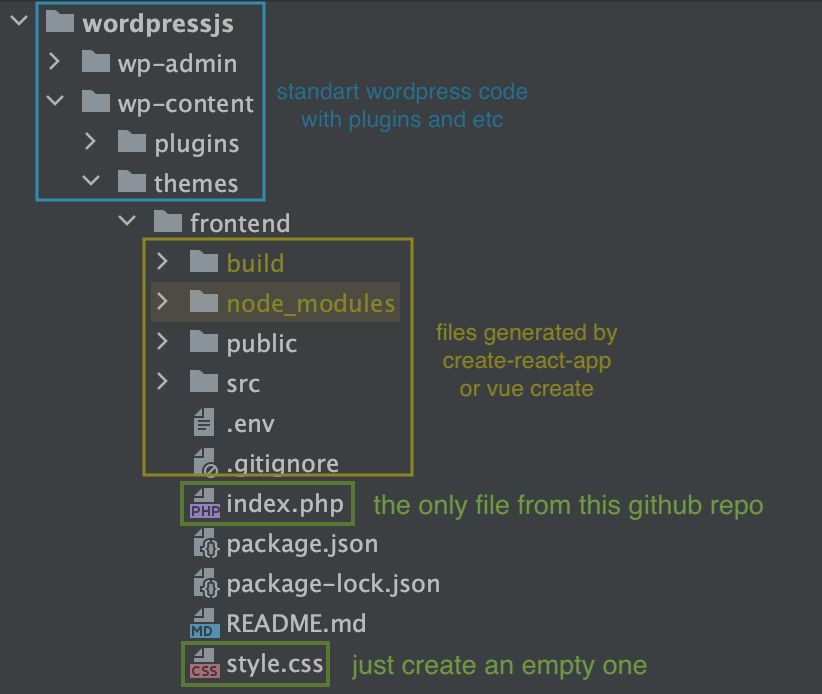 wordpressjs
wp-admin
wp-content
standart wordpress code
with plugins and etc
plugins
themes
frontend
build
node_modules
public
src
files generated by
create-react-app
or vue create
.env
.gitignore
PHP index.php the only file from this github repo
package.json
package-lock.json
MD README.md
CSS style.css just create an empty one